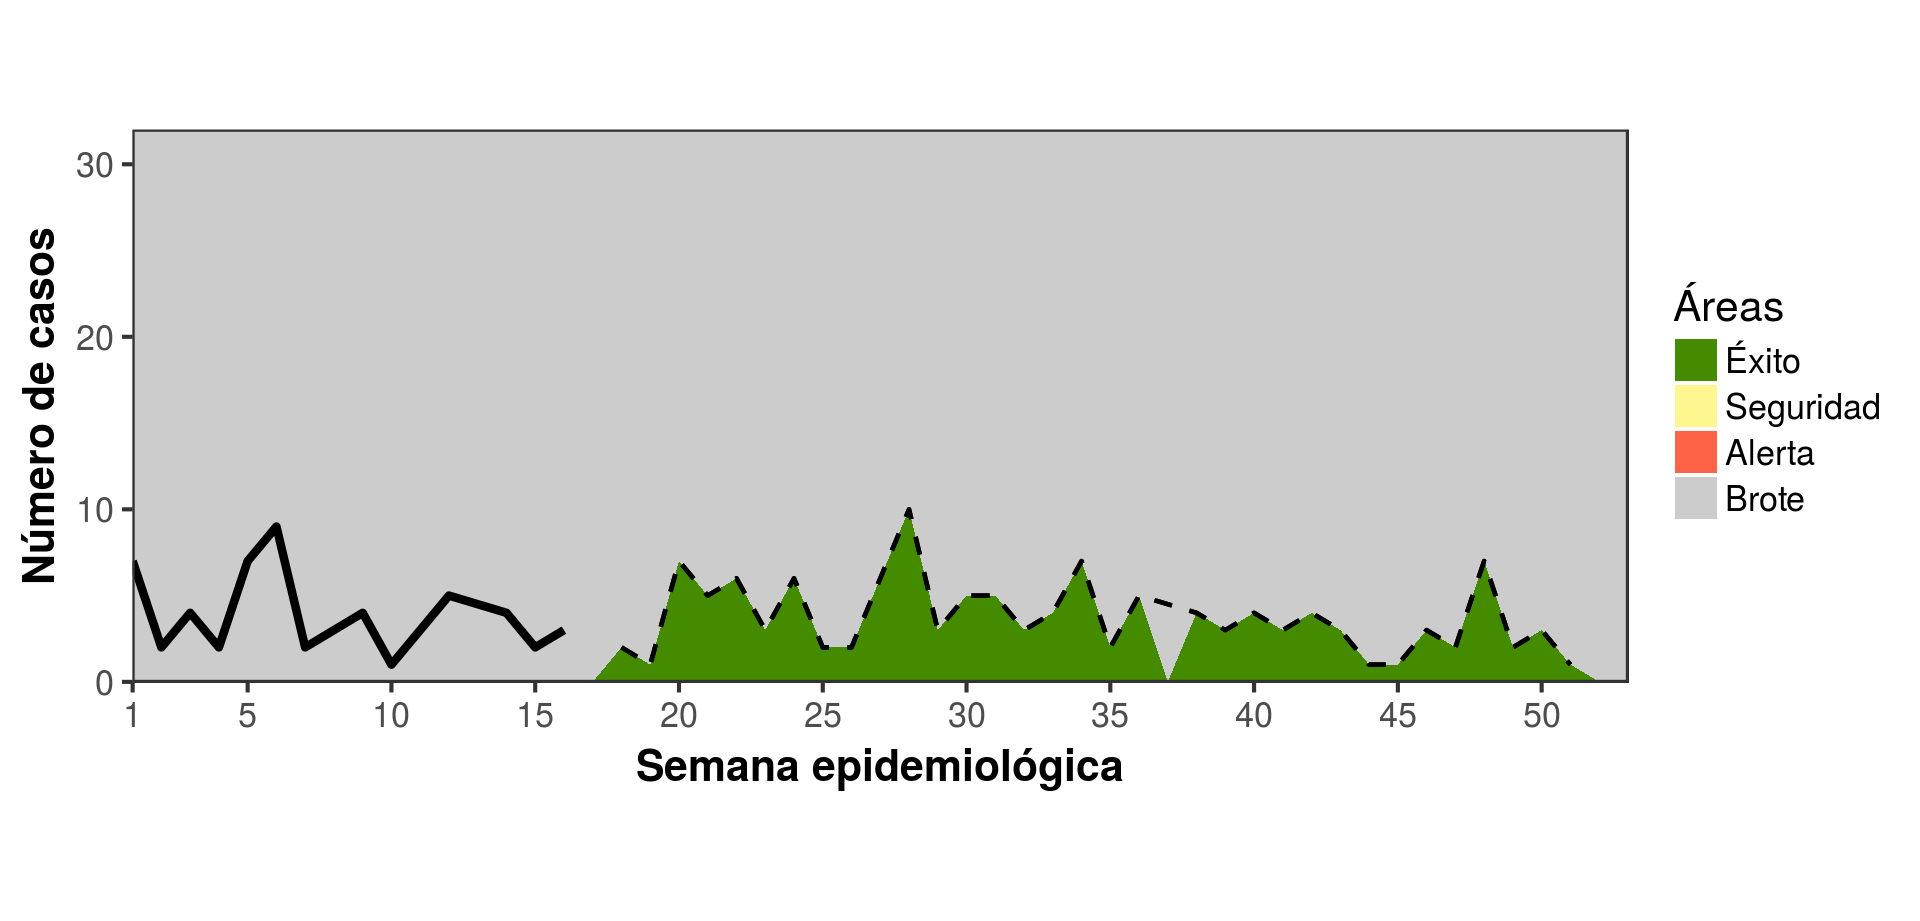 30
20
10
0
Número de casos
1 5 10 15 20 25 30 35 40 45 50
Semana epidemiológica
Áreas
Éxito
Seguridad
Alerta
Brote